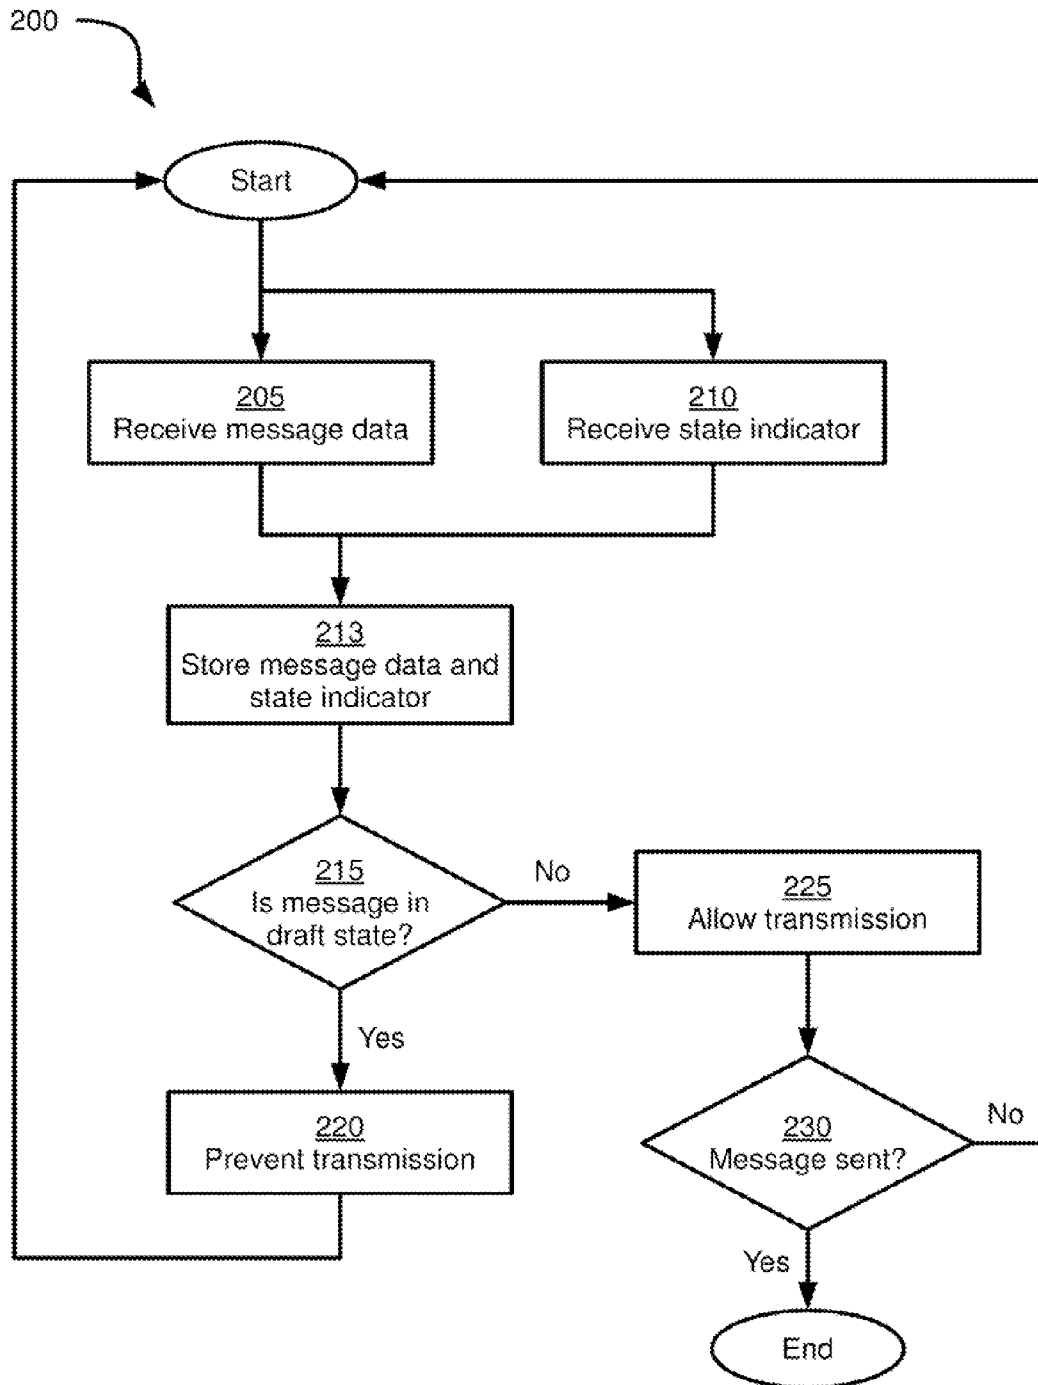 200
Start
205
Receive message data
210
Receive state indicator
213
Store message data and
state indicator
215
Is message in
draft state?
No
225
Allow transmission
Yes
220
Prevent transmission
230
Message sent?
No
Yes
End